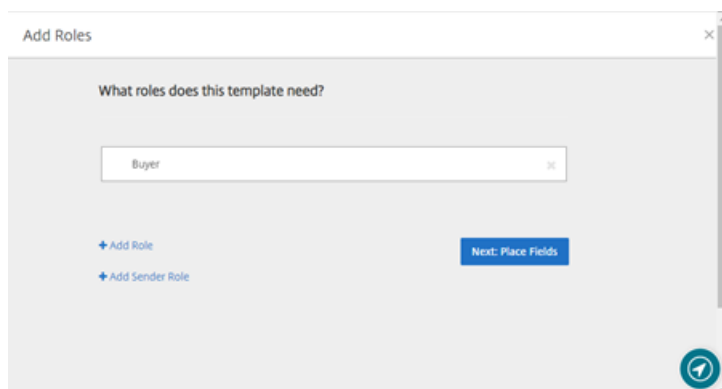 Add Roles
What roles does this template need?
Buyer
+ Add Role
Next: Place Fields
+ Add Sender Role